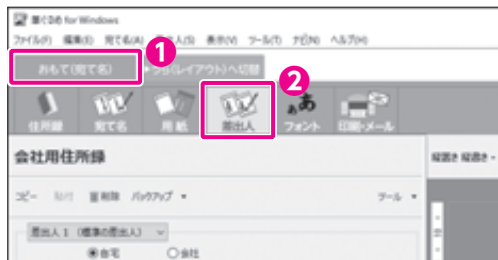 筆ぐるめ for Windows
ファイル(F) 編集(E) 宛て名(A) 差出人(S) 表示(V) ツール(T) ナビ(N) ヘルプ(H)
1
おもて(宛て名) うら(レイアウト)へ切替
2
住所録 宛て名 用紙 差出人 フォント 印刷・メール
会社用住所録 縦置き 縦書き
コピー 貼付 削除 バックアップ ツール
差出人 1 (標準の差出人)
自宅 会社